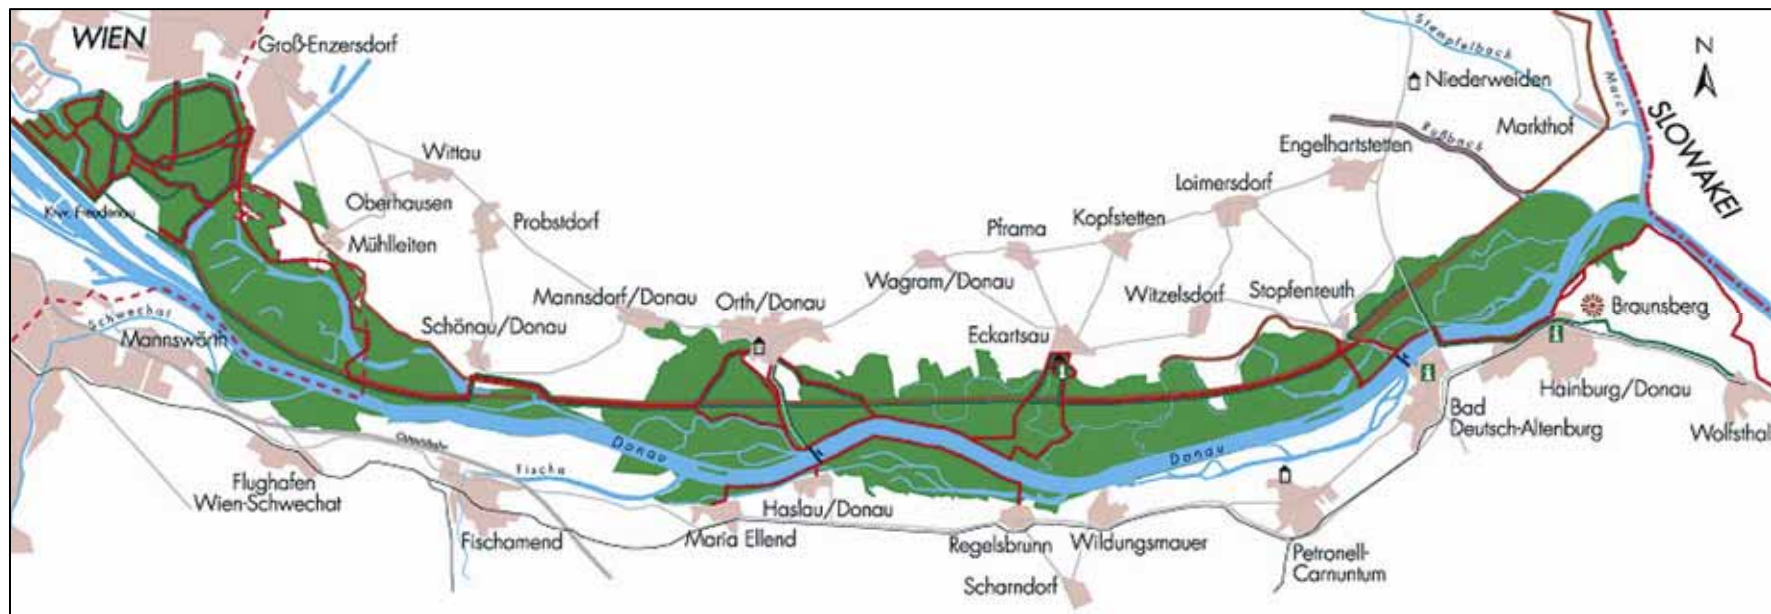 WIEN
Groß-Enzersdorf
Stempfelbach
N
Niederweiden
March
SLOWAKEI
Markthof
Rußbach
Engelhartstetten
Wittau
Loimersdorf
Oberhausen
Krw. Freudenau
Probstdorf
Kopfstetten
Pframa
Mühlleiten
Wagram/Donau
Witzelsdorf
Stopfenreuth
Mannsdorf/Donau
Orth/Donau
Braunsberg
Schwechat
Schönau/Donau
Mannswörth
Eckartsau
Hainburg/Donau
Bad
Deutsch-Altenburg
Wolfsthal
Donau
Donau
Fischa
Flughafen
Wien-Schwechat
Haslau/Donau
Fischamend
Maria Ellend
Regelsbrunn
Wildungsmauer
Petronell-
Carnuntum
Scharndorf